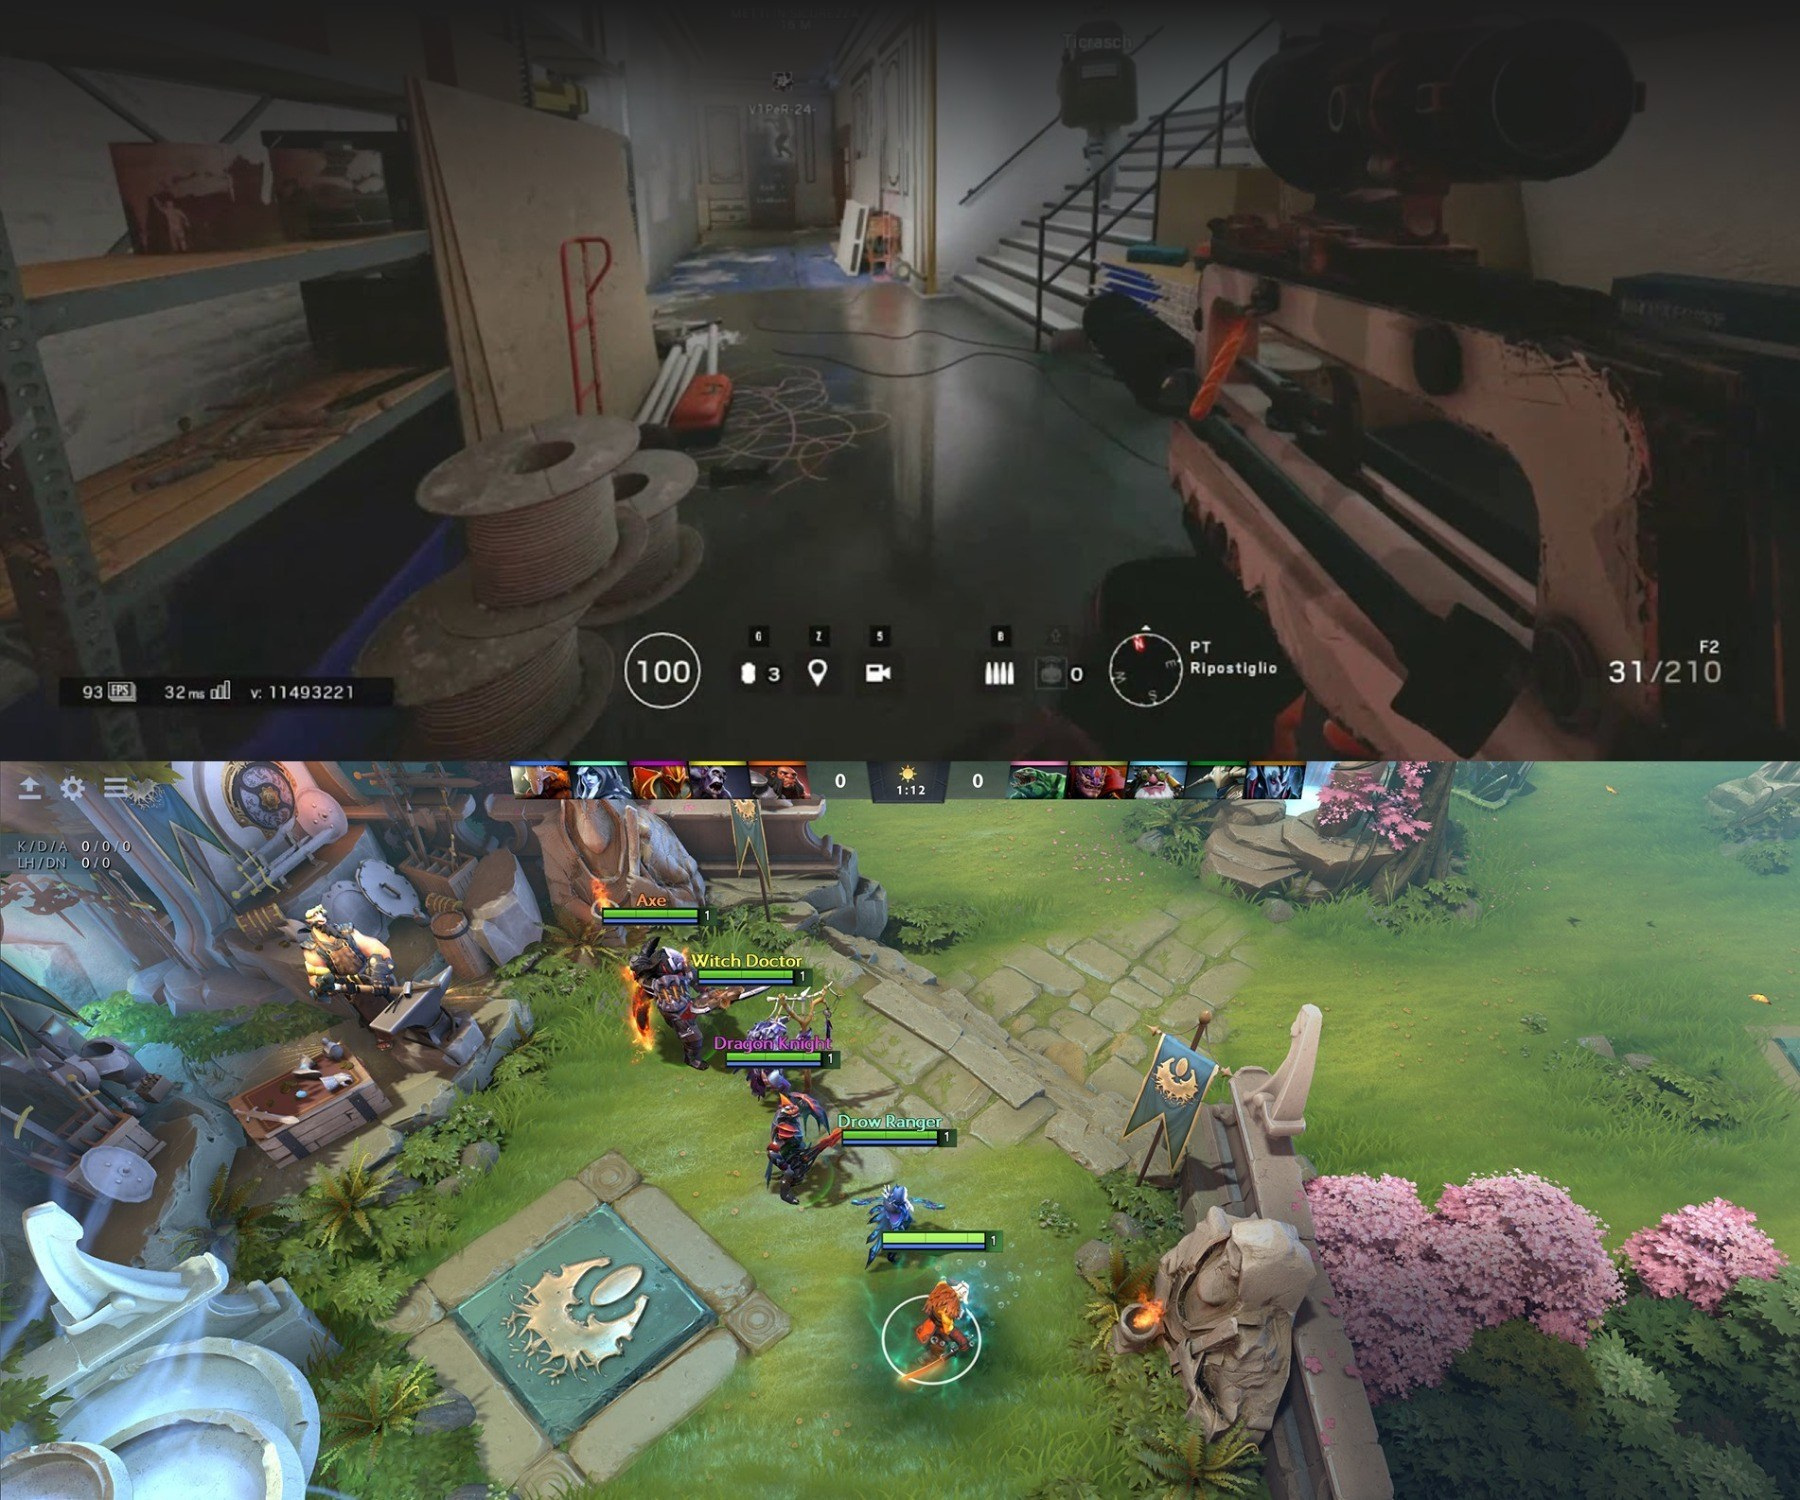 Ticrasch
v1PeR-24-
G
Z
5
B
100
3
0
N
E
S
W
PT
Ripostiglio
F2
31/210
93 FPS
32 ms
v: 11493221
0
1:12
0
K/D/A 0/0/0
LH/DN 0/0
Axe
1
Witch Doctor
1
Dragon Knight
1
Drow Ranger
1
1